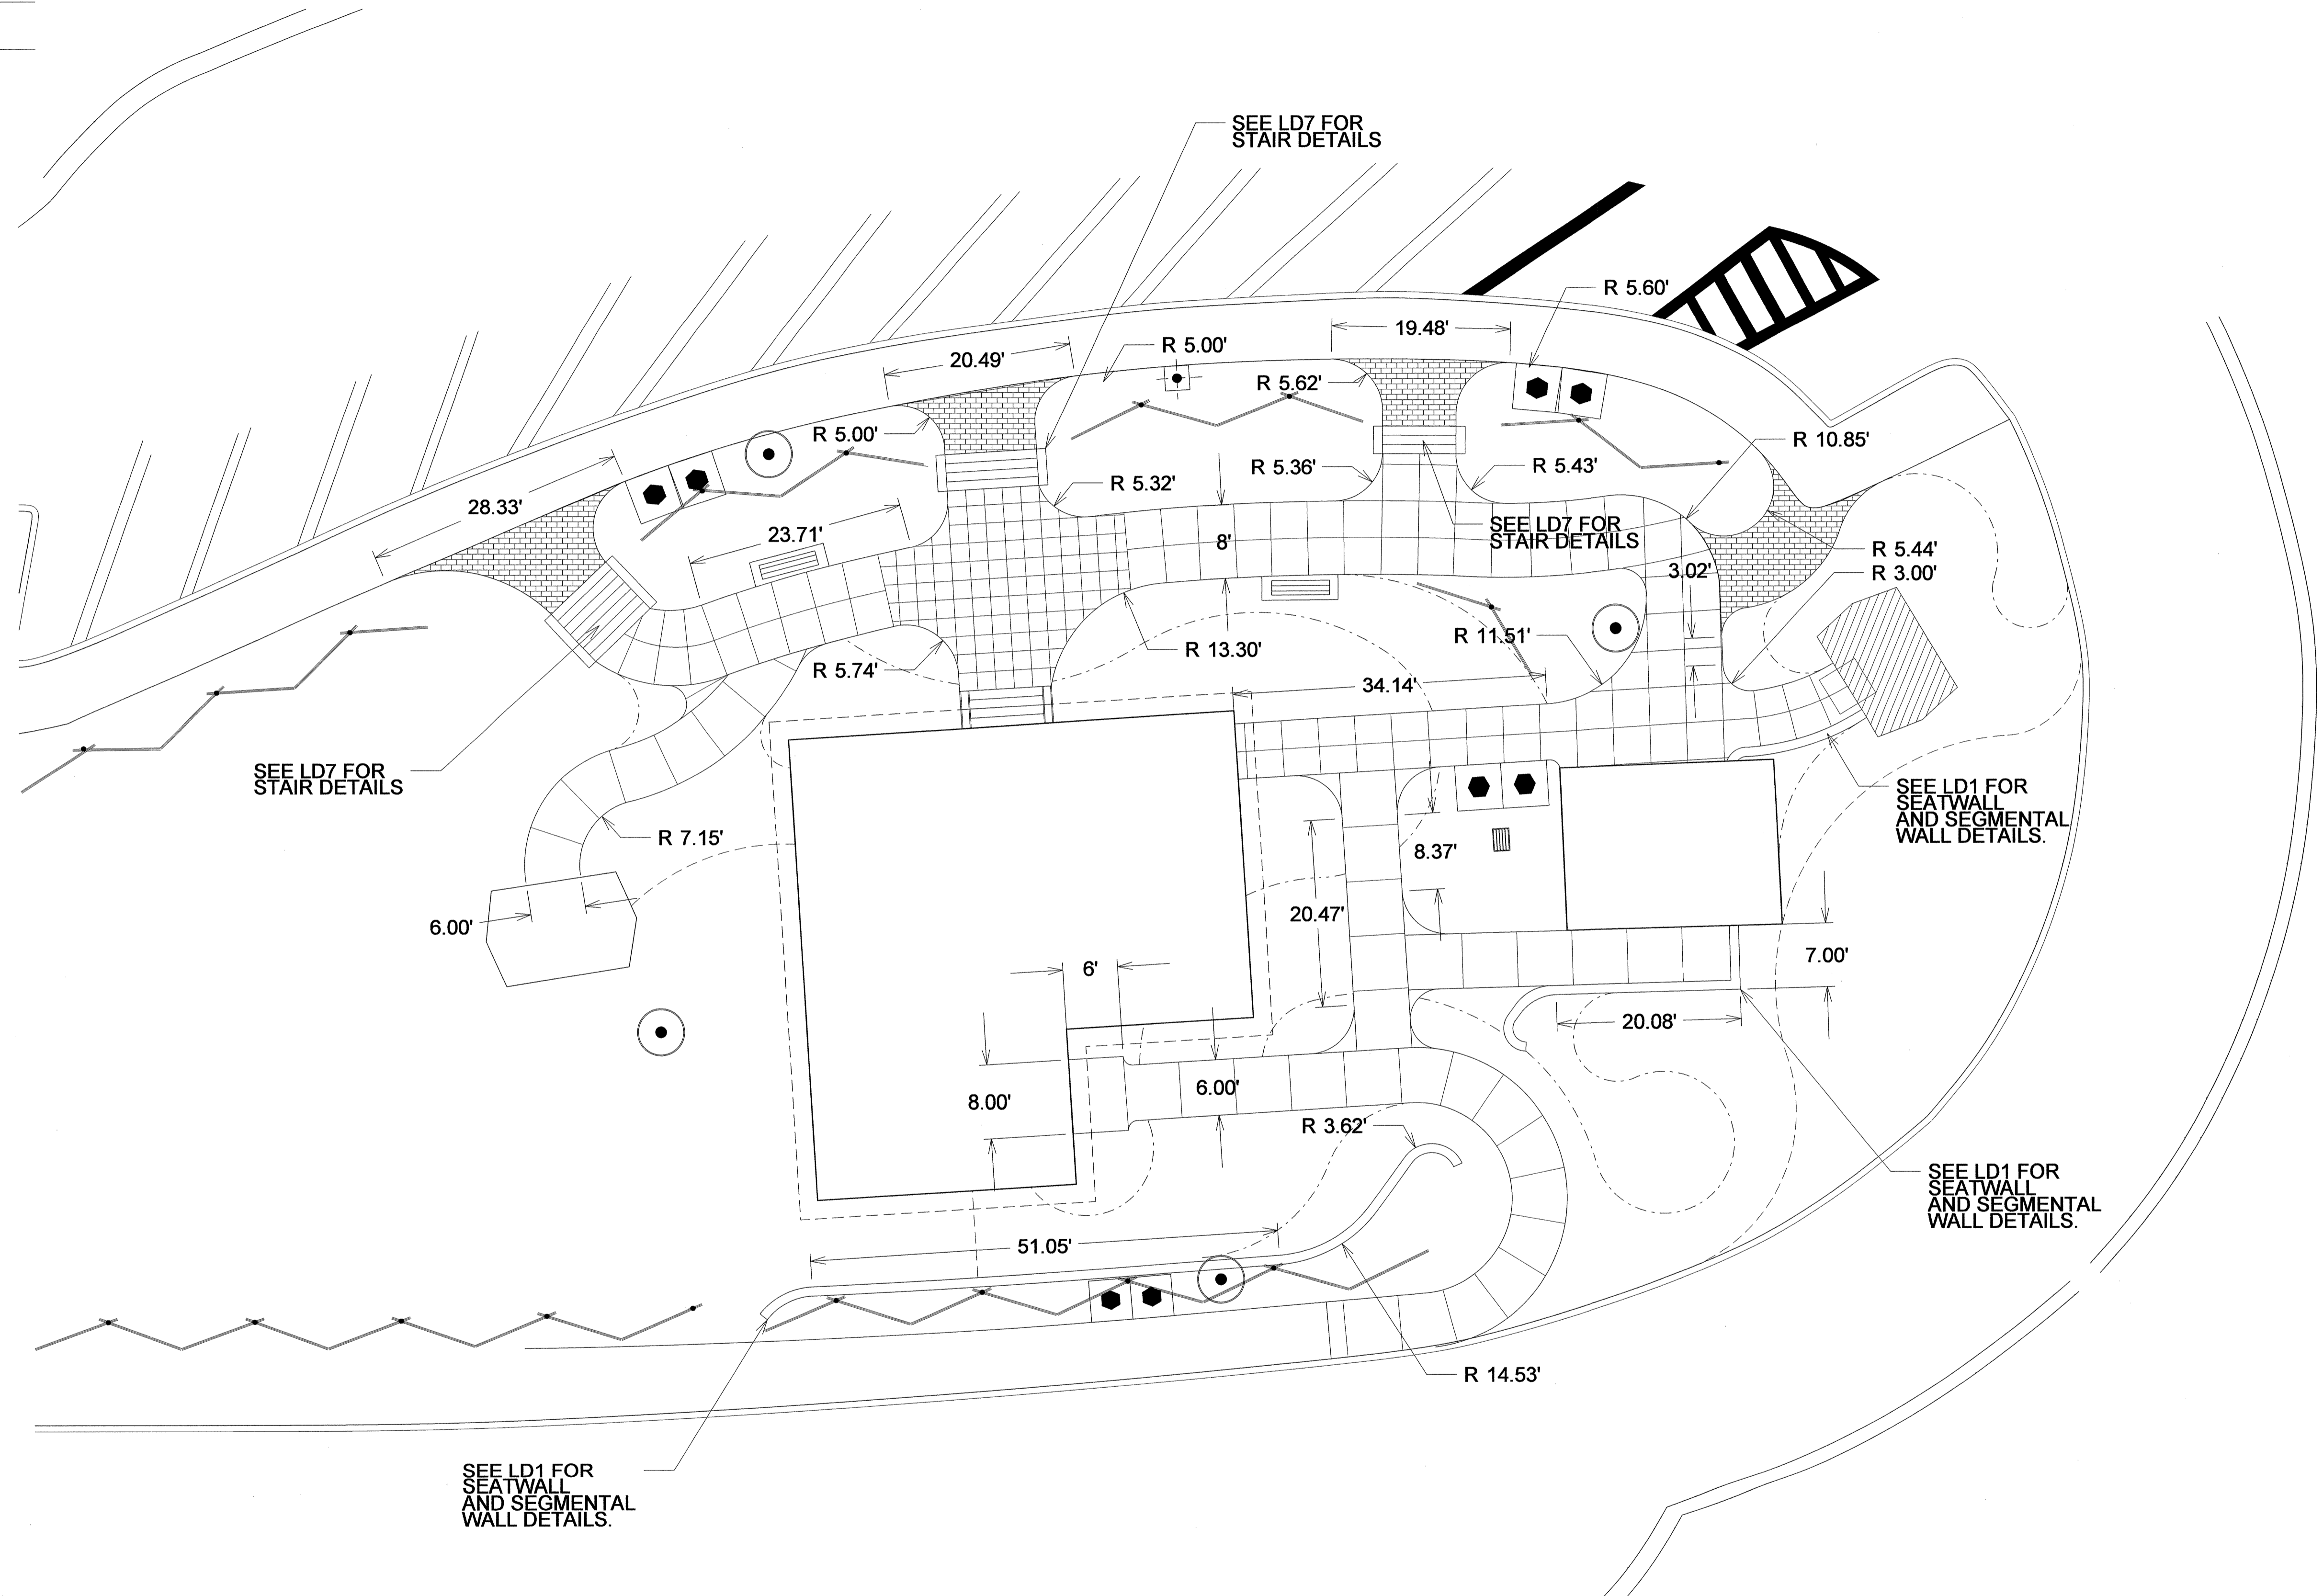 SEE LD7 FOR
STAIR DETAILS
R 5.60'
19.48'
R 5.00'
20.49'
R 5.62'
R 5.00'
R 10.85'
R 5.36'
R 5.43'
R 5.32'
28.33'
SEE LD7 FOR
STAIR DETAILS
23.71'
8'
R 5.44'
3.02'
R 3.00'
R 11.51'
R 13.30'
R 5.74'
34.14'
SEE LD7 FOR
STAIR DETAILS
SEE LD1 FOR
SEATWALL
AND SEGMENTAL
WALL DETAILS.
R 7.15'
8.37'
20.47'
6.00'
7.00'
6'
20.08'
6.00'
8.00'
R 3.62'
SEE LD1 FOR
SEATWALL
AND SEGMENTAL
WALL DETAILS.
51.05'
R 14.53'
SEE LD1 FOR
SEATWALL
AND SEGMENTAL
WALL DETAILS.